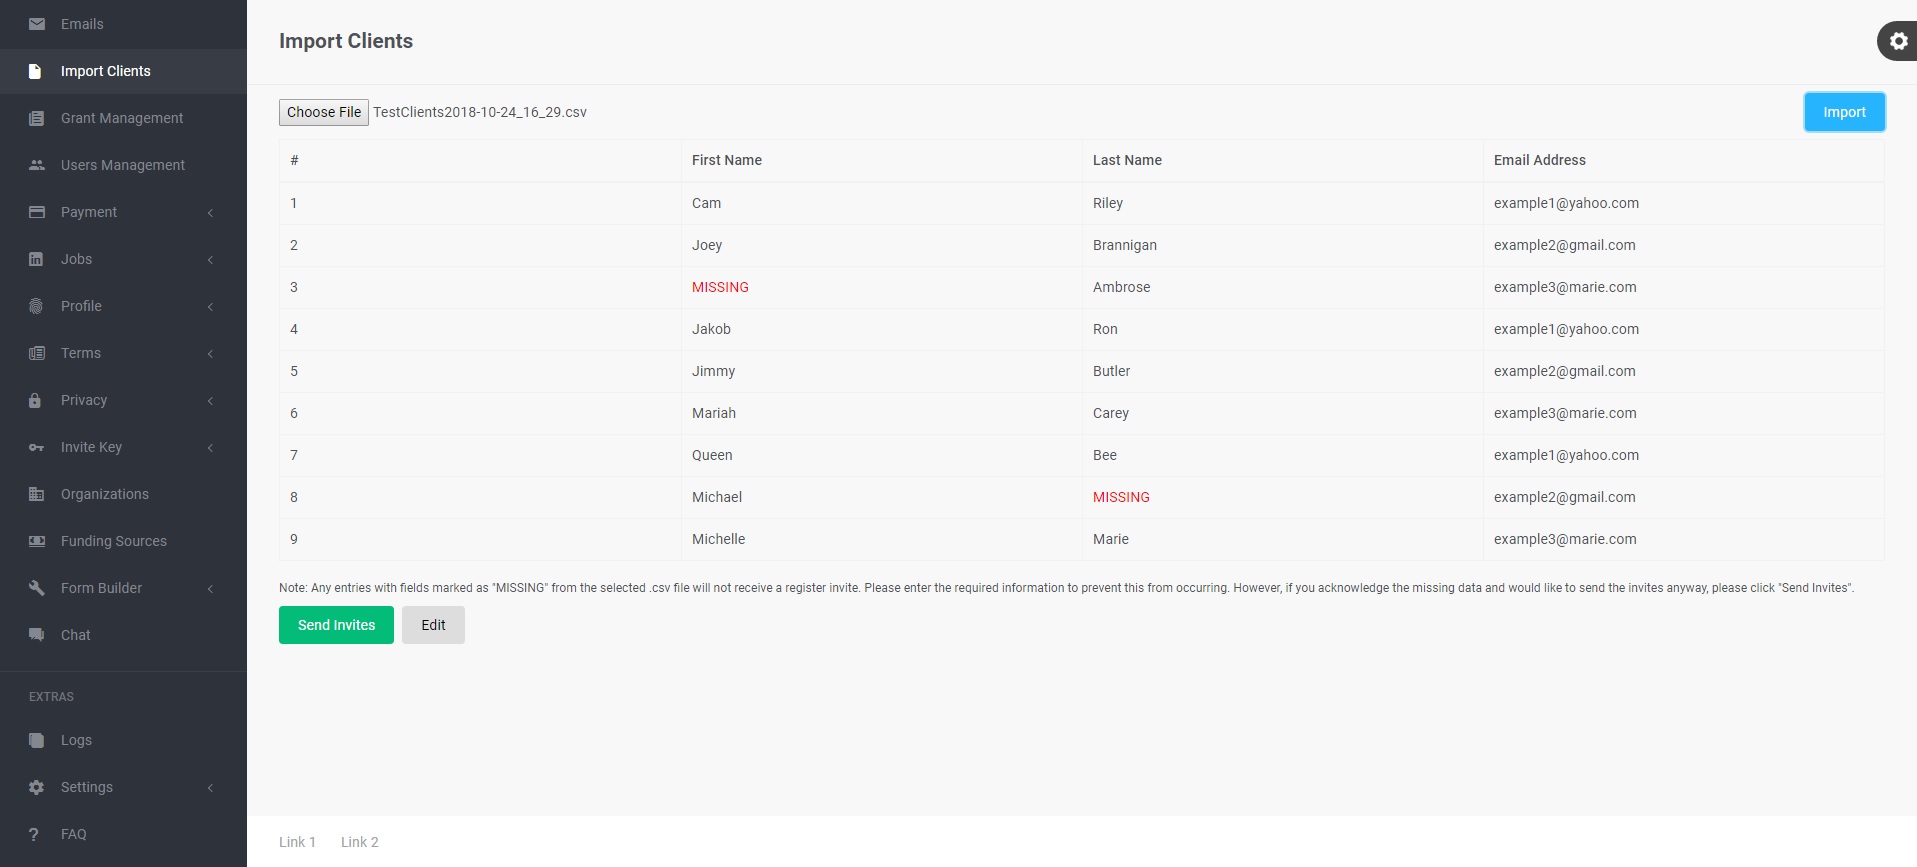 Emails
Import Clients
Grant Management
Users Management
Payment
Jobs
Profile
Terms
Privacy
Invite Key
Organizations
Funding Sources
Form Builder
Chat
EXTRAS
Logs
Settings
? FAQ
Import Clients
Choose File TestClients2018-10-24_16_29.csv Import
# First Name Last Name Email Address
1 Cam Riley example1@yahoo.com
2 Joey Brannigan example2@gmail.com
3 MISSING Ambrose example3@marie.com
4 Jakob Ron example1@yahoo.com
5 Jimmy Butler example2@gmail.com
6 Mariah Carey example3@marie.com
7 Queen Bee example1@yahoo.com
8 Michael MISSING example2@gmail.com
9 Michelle Marie example3@marie.com
Note: Any entries with fields marked as "MISSING" from the selected .csv file will not receive a register invite. Please enter the required information to prevent this from occurring. However, if you acknowledge the missing data and would like to send the invites anyway, please click "Send Invites".
Send Invites Edit
Link 1 Link 2